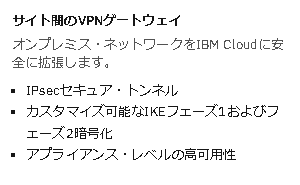 サイト間のVPNゲートウェイ
オンプレミス・ネットワークをIBM Cloudに安
全に拡張します。
▪ IPsecセキュア・トンネル
▪ カスタマイズ可能なIKEフェーズ1およびフ
ェーズ2暗号化
▪ アプライアンス・レベルの高可用性